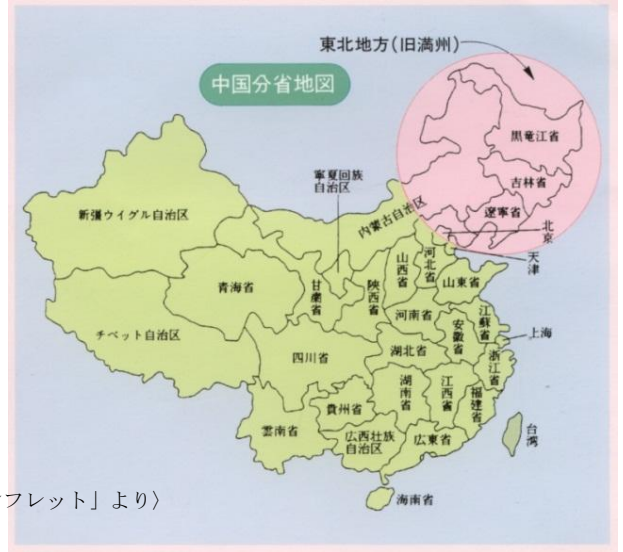 東北地方(旧満州)
中国分省地図
黒竜江省
吉林省
遼寧省
北京
天津
寧夏回族
自治区
内蒙古自治区
新彊ウイグル自治区
青海省
甘粛省
陝西省
山西省
河北省
山東省
チベット自治区
河南省
江蘇省
安徽省
上海
四川省
湖北省
浙江省
湖南省
江西省
福建省
貴州省
雲南省
広西壮族
自治区
広東省
台湾
海南省
フレット」より〉